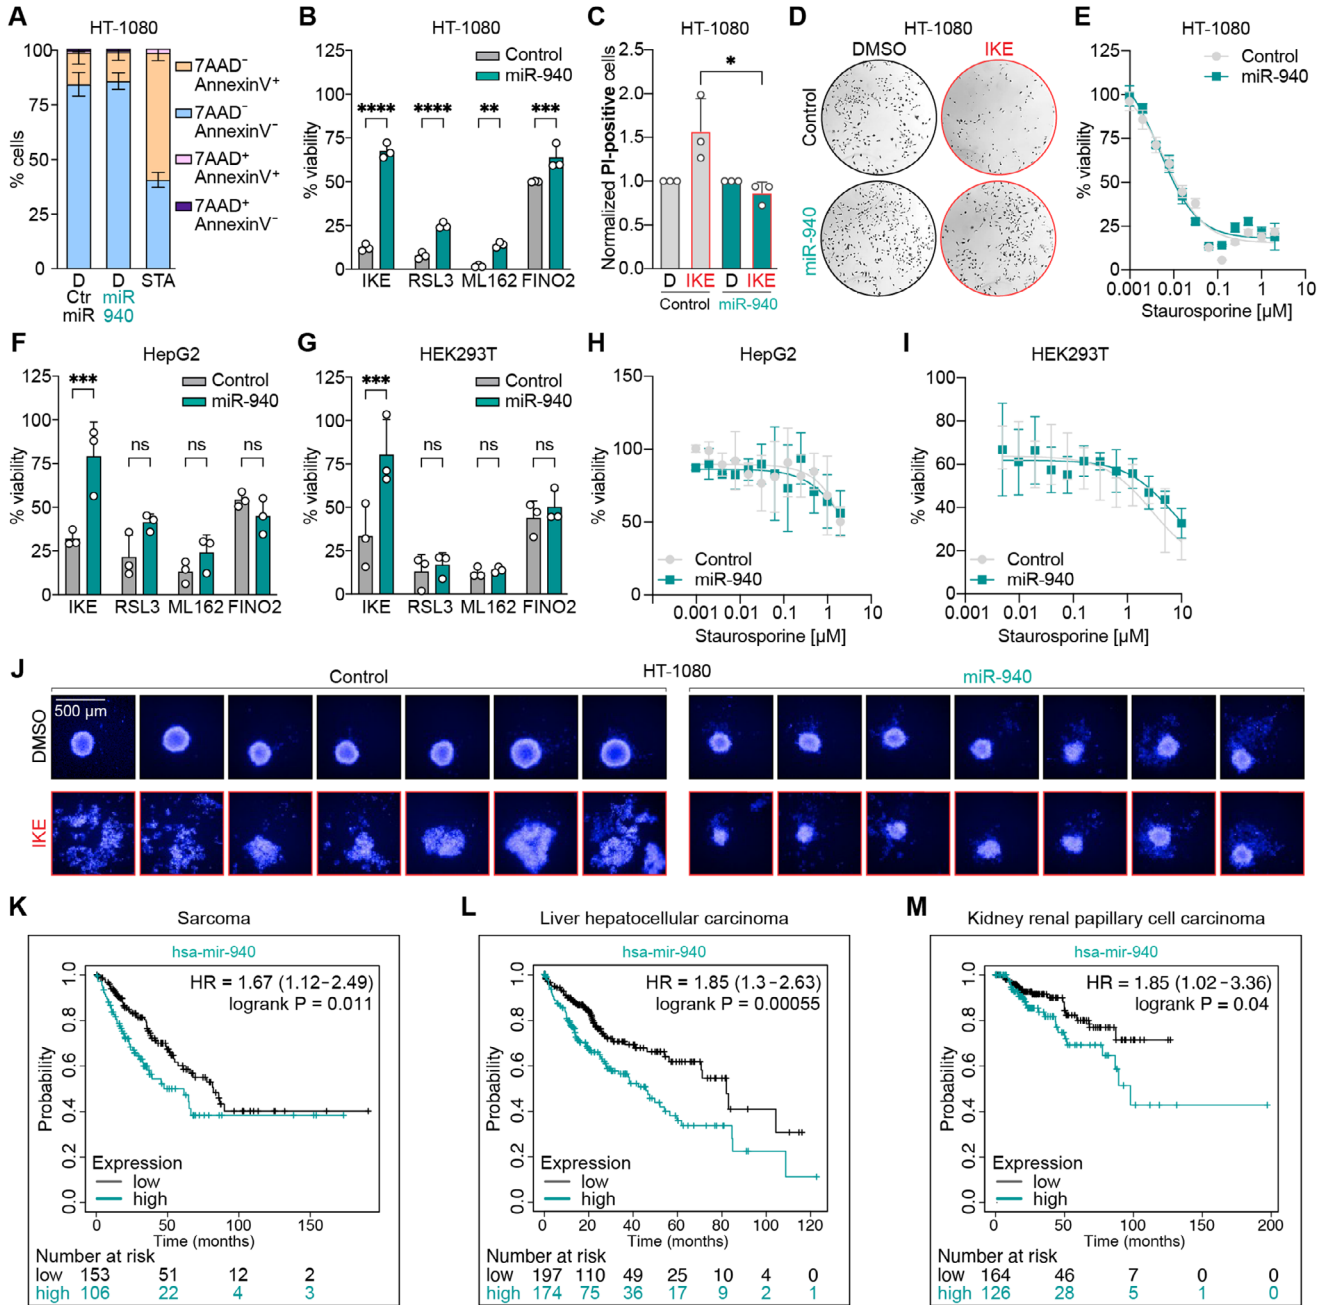 A
HT-1080
100
75
50
25
0
% cells
D
Ctr
miR
D
miR
940
STA
7AAD⁻
AnnexinV⁺
7AAD⁻
AnnexinV⁻
7AAD⁺
AnnexinV⁺
7AAD⁺
AnnexinV⁻
B
HT-1080
Control
miR-940
125
100
75
50
25
0
% viability
**** **** ** ***
IKE RSL3 ML162 FINO2
C
HT-1080
2.5
2.0
1.5
1.0
0.5
0.0
Normalized PI-positive cells
*
D IKE D IKE
Control miR-940
D
HT-1080
DMSO IKE
Control
miR-940
E
HT-1080
Control
miR-940
125
100
75
50
25
0
% viability
0.001 0.01 0.1 1 10
Staurosporine [µM]
F
HepG2
Control
miR-940
125
100
75
50
25
0
% viability
*** ns ns ns
IKE RSL3 ML162 FINO2
G
HEK293T
Control
miR-940
125
100
75
50
25
0
% viability
*** ns ns ns
IKE RSL3 ML162 FINO2
H
HepG2
150
100
50
0
% viability
Control
miR-940
0.001 0.01 0.1 1 10
Staurosporine [µM]
I
HEK293T
100
80
60
40
20
0
% viability
Control
miR-940
0.001 0.01 0.1 1 10
Staurosporine [µM]
J
HT-1080
Control miR-940
500 µm
DMSO
IKE
K
Sarcoma
hsa-mir-940
HR = 1.67 (1.12–2.49)
logrank P = 0.011
1.0
0.8
0.6
0.4
0.2
0.0
Probability
Expression
low
high
0 50 100 150
Time (months)
Number at risk
low 153 51 12 2
high 106 22 4 3
L
Liver hepatocellular carcinoma
hsa-mir-940
HR = 1.85 (1.3–2.63)
logrank P = 0.00055
1.0
0.8
0.6
0.4
0.2
0.0
Probability
Expression
low
high
0 20 40 60 80 100 120
Time (months)
Number at risk
low 197 110 49 25 10 4 0
high 174 75 36 17 9 2 1
M
Kidney renal papillary cell carcinoma
hsa-mir-940
HR = 1.85 (1.02–3.36)
logrank P = 0.04
1.0
0.8
0.6
0.4
0.2
0.0
Probability
Expression
low
high
0 50 100 150 200
Time (months)
Number at risk
low 164 46 7 0 0
high 126 28 5 1 0